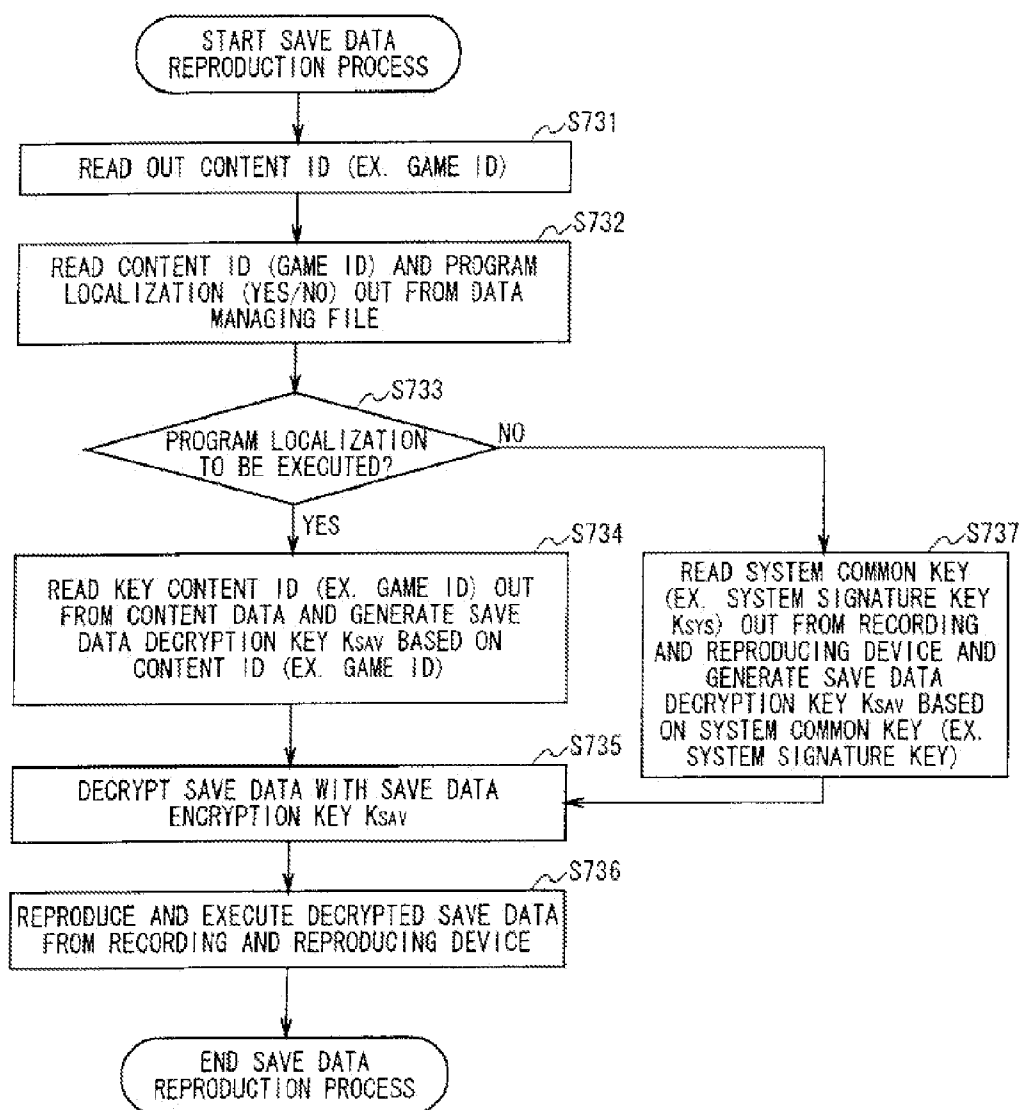 START SAVE DATA
REPRODUCTION PROCESS
S731
READ OUT CONTENT ID (EX. GAME ID)
S732
READ CONTENT ID (GAME ID) AND PROGRAM
LOCALIZATION (YES/NO) OUT FROM DATA
MANAGING FILE
S733
PROGRAM LOCALIZATION
TO BE EXECUTED?
NO
YES
S734
READ KEY CONTENT ID (EX. GAME ID) OUT
FROM CONTENT DATA AND GENERATE SAVE
DATA DECRYPTION KEY KSAV BASED ON
CONTENT ID (EX. GAME ID)
S737
READ SYSTEM COMMON KEY
(EX. SYSTEM SIGNATURE KEY
KSYS) OUT FROM RECORDING
AND REPRODUCING DEVICE AND
GENERATE SAVE DATA
DECRYPTION KEY KSAV BASED
ON SYSTEM COMMON KEY (EX.
SYSTEM SIGNATURE KEY)
S735
DECRYPT SAVE DATA WITH SAVE DATA
ENCRYPTION KEY KSAV
S736
REPRODUCE AND EXECUTE DECRYPTED SAVE DATA
FROM RECORDING AND REPRODUCING DEVICE
END SAVE DATA
REPRODUCTION PROCESS